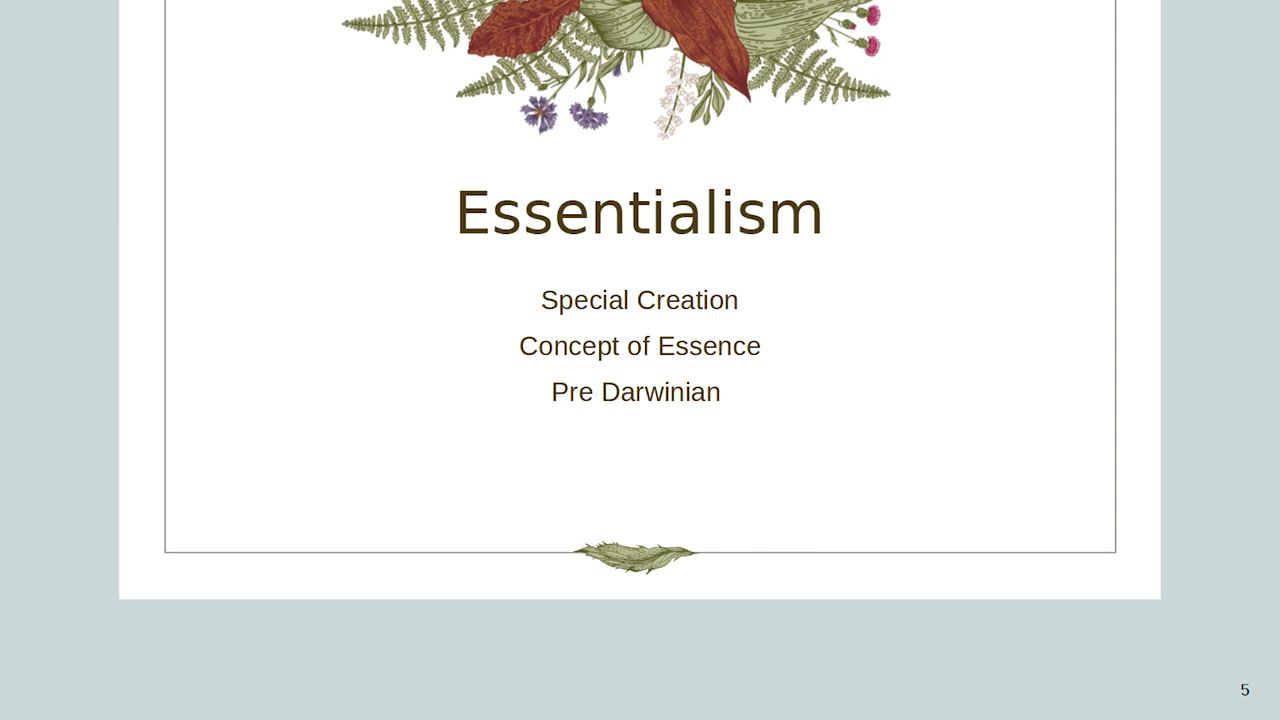 Essentialism
Special Creation
Concept of Essence
Pre Darwinian
5